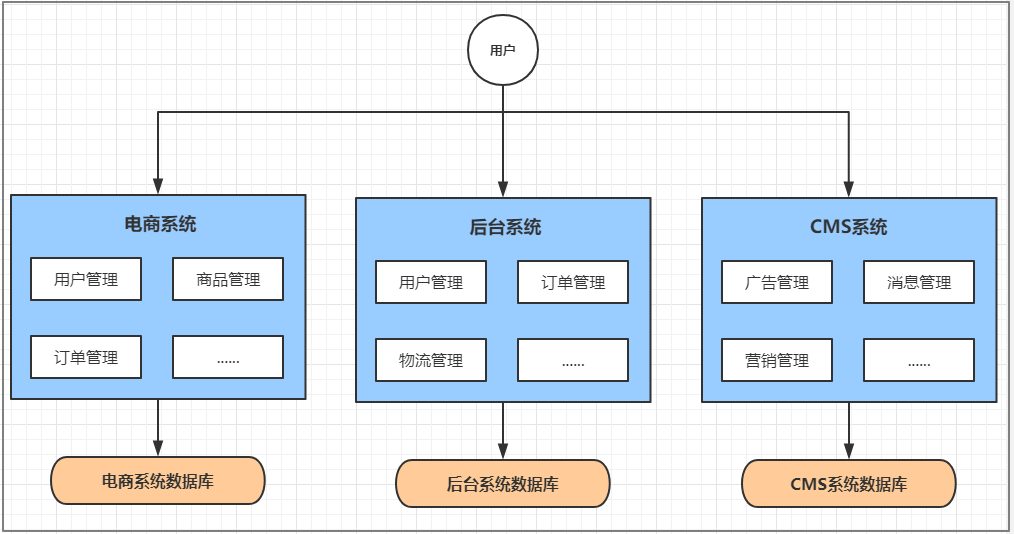 用户
电商系统
用户管理
商品管理
订单管理
......
后台系统
用户管理
订单管理
物流管理
......
CMS系统
广告管理
消息管理
营销管理
......
电商系统数据库
后台系统数据库
CMS系统数据库